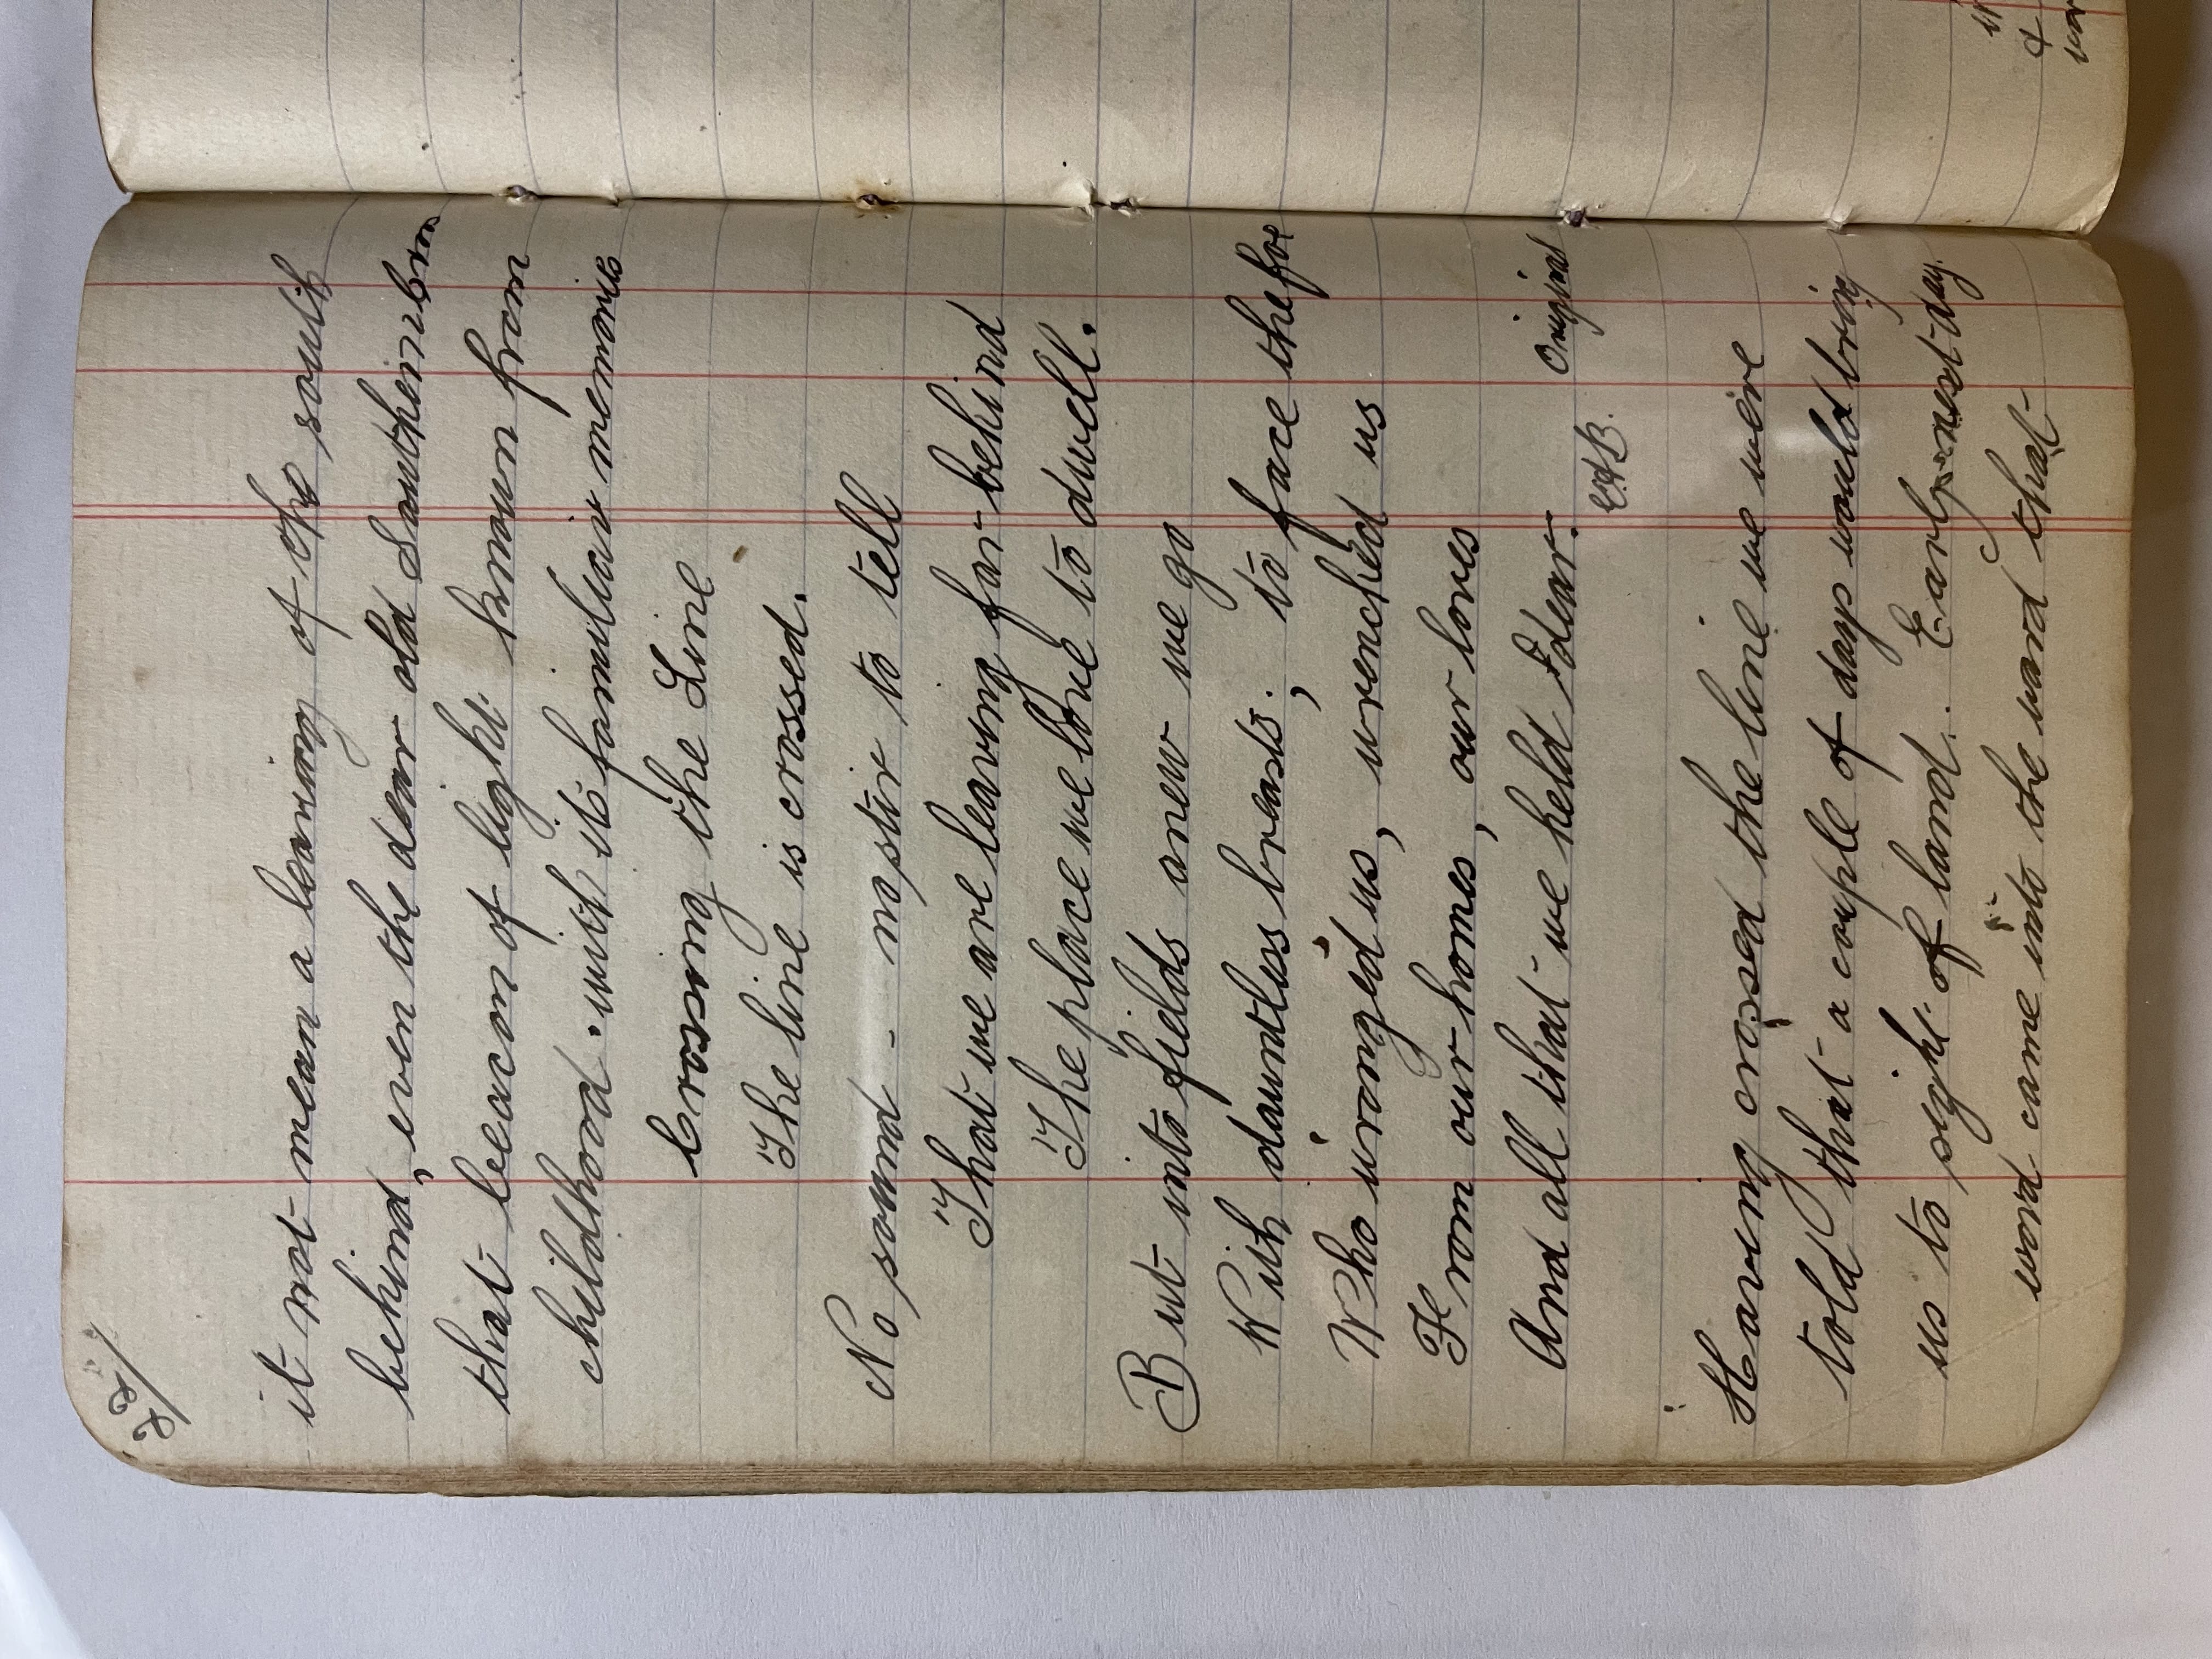 22
it not mean a leaving of the south
behind, even the dear old Southern Cross
that beacon of light known from
childhood. with its familiar memories
Crossing the Line
The line is crossed.
No sound - no stir to tell
That we are leaving far behind
The place we love to dwell.
But into fields anew we go
With dauntless breasts; to face the foe
Who wronged us, wrenched us
From our homes, our loves
And all that we held dear. Original
E.A.B.
Having crossed the line we were
told that a couple of days would bring
us to sight of land.. Early next day.
word came into the ward that